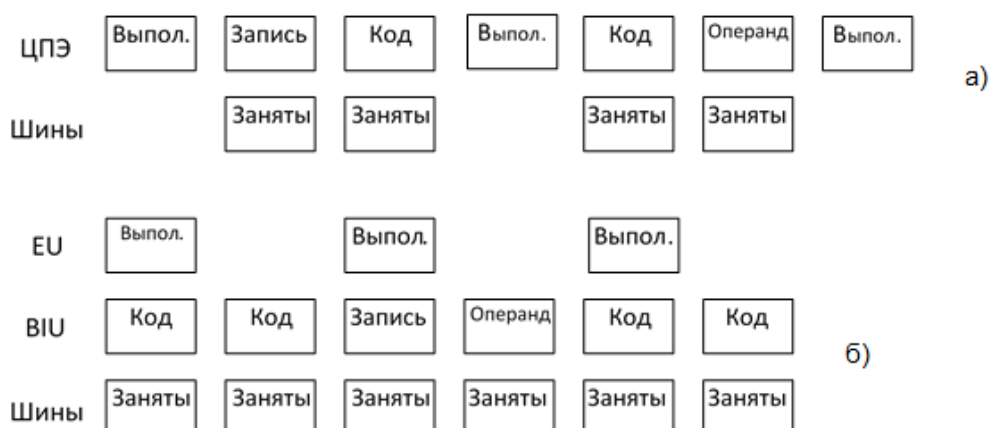 ЦПЭ Выпол. Запись Код Выпол. Код Операнд Выпол.
а)
Шины Заняты Заняты Заняты Заняты
EU Выпол. Выпол. Выпол.
BIU Код Код Запись Операнд Код Код
б)
Шины Заняты Заняты Заняты Заняты Заняты Заняты